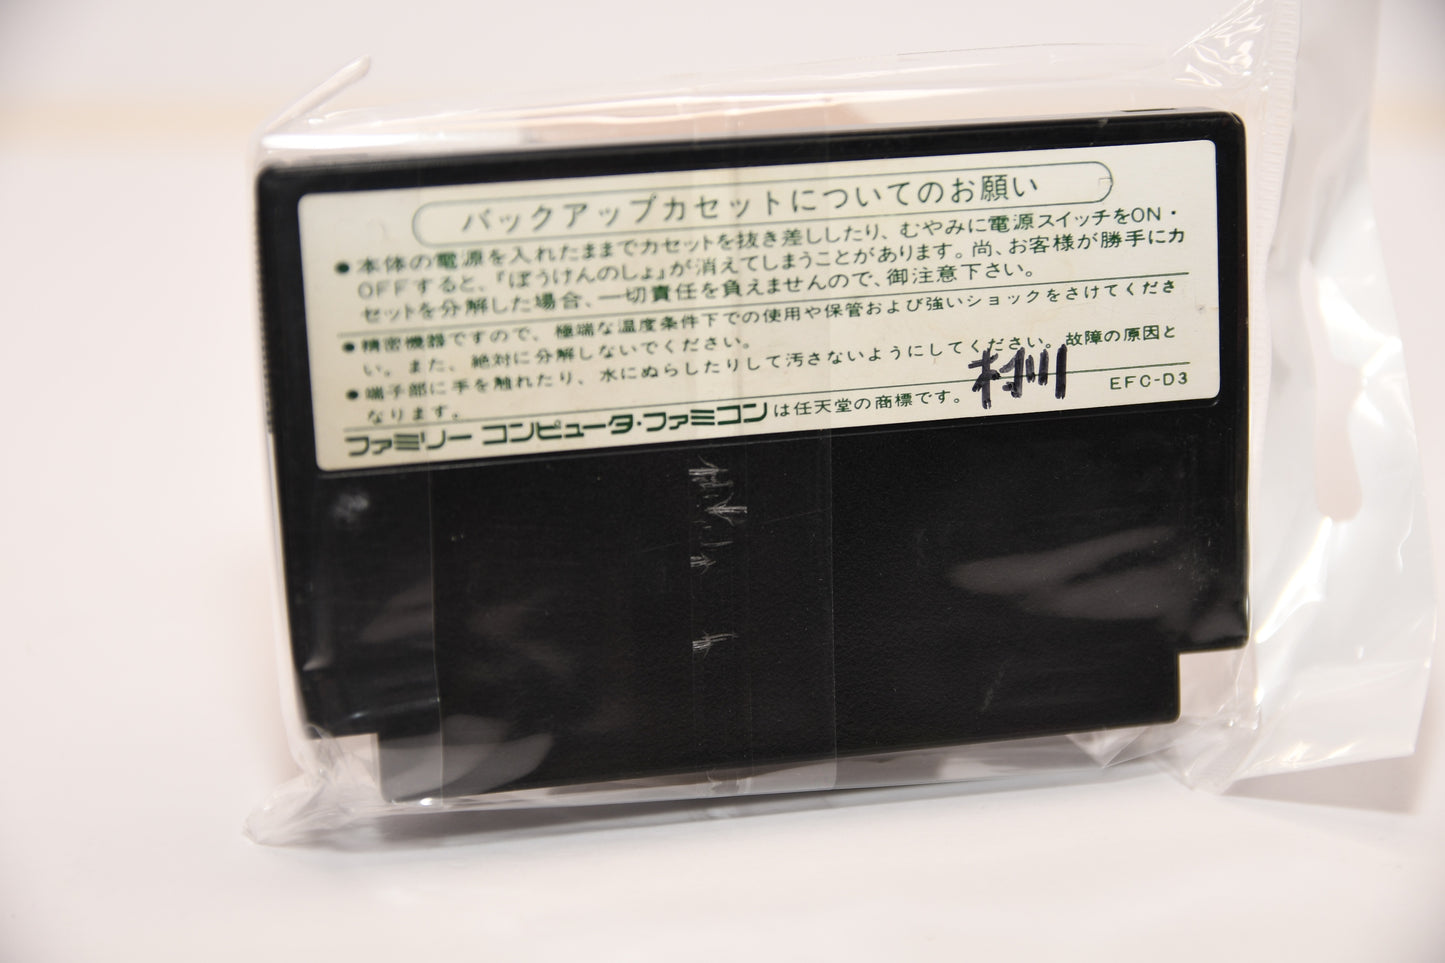 バックアップカセットについてのお願い
●本体の電源を入れたままでカセットを抜き差ししたり、むやみに電源スイッチをON・
OFFすると、『ぼうけんのしょ』が消えてしまうことがあります。尚、お客様が勝手にカ
セットを分解した場合、一切責任を負えませんので、御注意下さい。
●精密機器ですので、極端な温度条件下での使用や保管および強いショックをさけてくださ
い。また、絶対に分解しないでください。
●端子部に手を触れたり、水にぬらしたりして汚さないようにしてください。故障の原因と
なります。
ファミリーコンピュータ・ファミコンは任天堂の商標です。
村川
EFC-D3